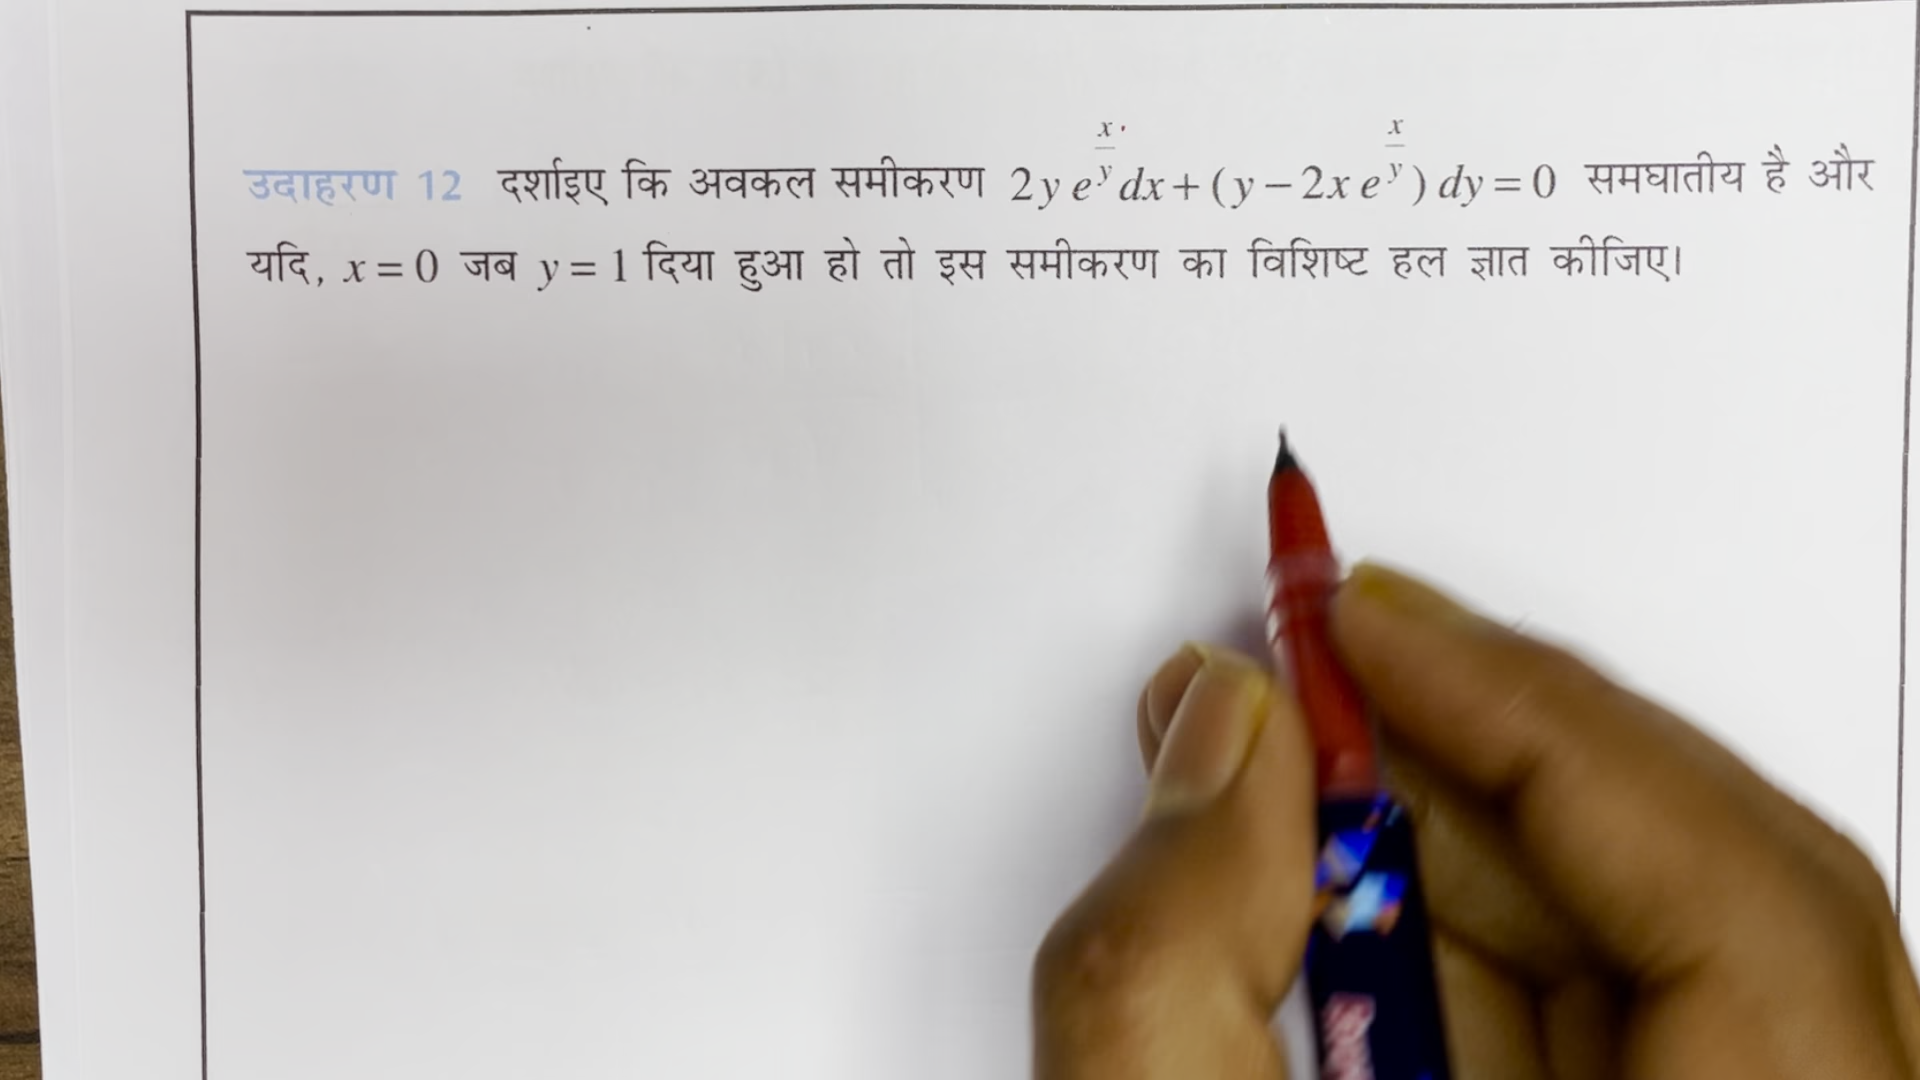 उदाहरण 12 दर्शाइए कि अवकल समीकरण 2y e^{x/y} dx + (y – 2x e^{x/y}) dy = 0 समघातीय है और
यदि, x = 0 जब y = 1 दिया हुआ हो तो इस समीकरण का विशिष्ट हल ज्ञात कीजिए।